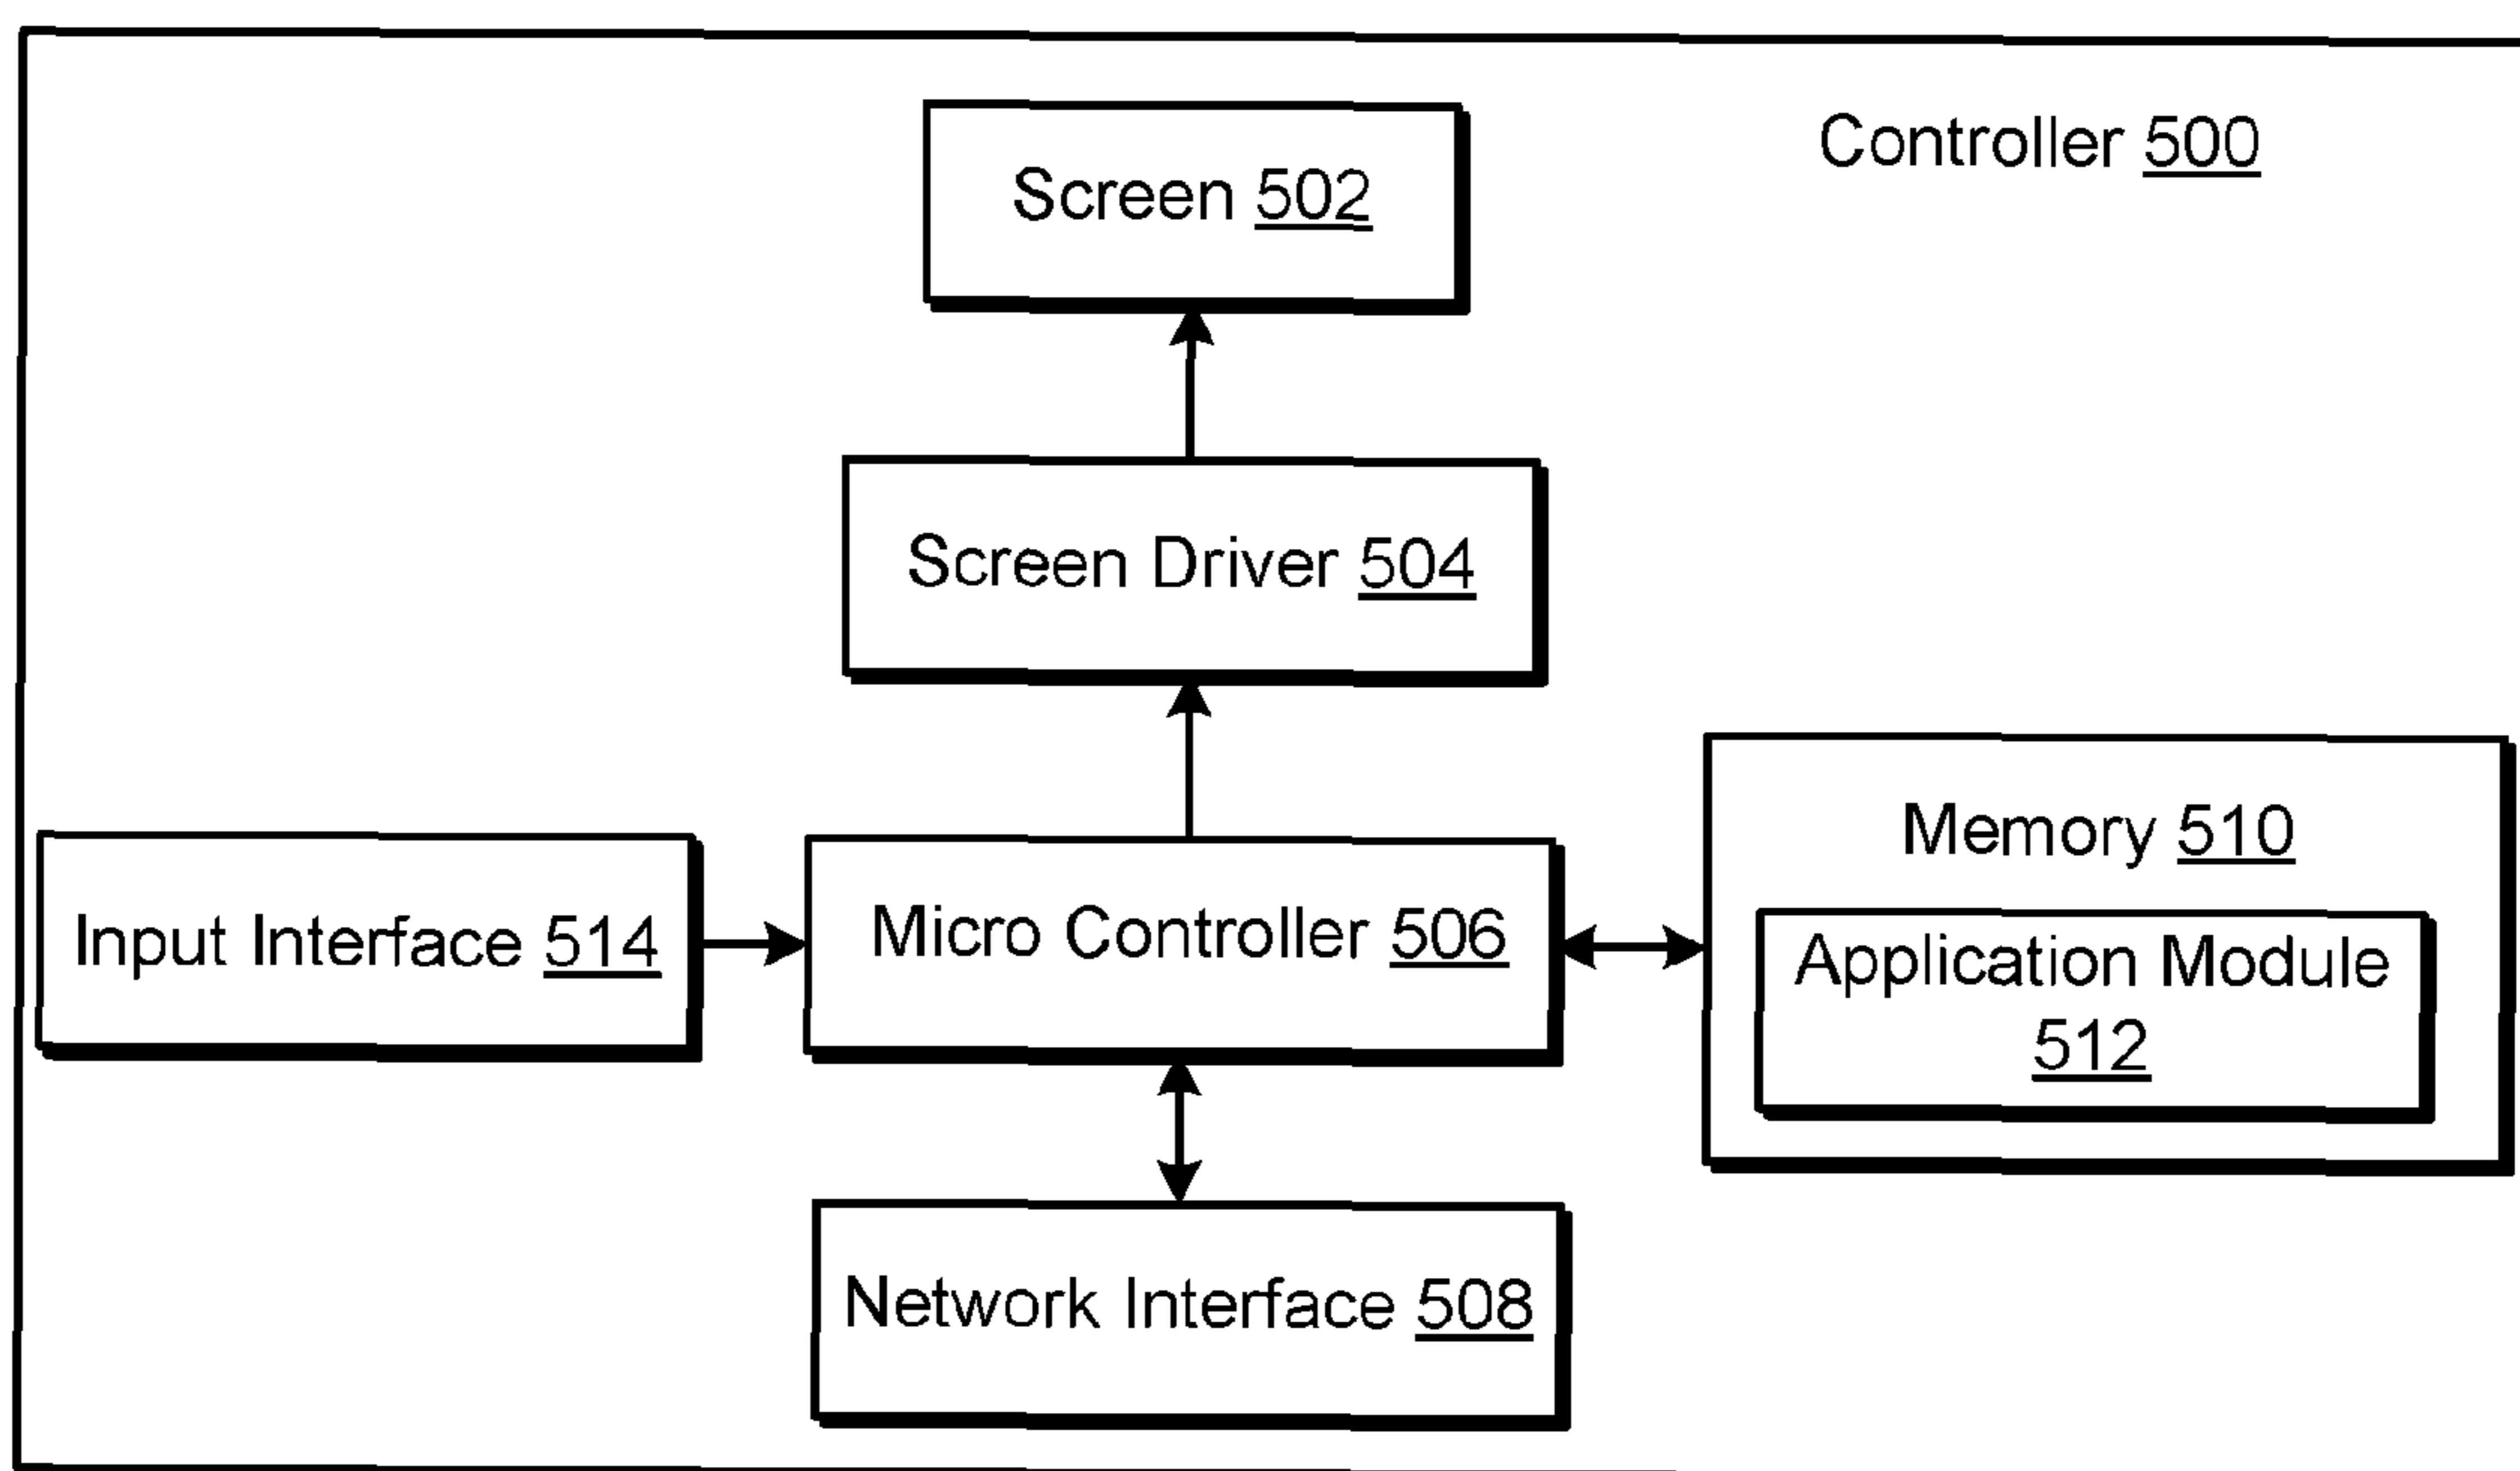 Controller 500
Screen 502
Screen Driver 504
Memory 510
Input Interface 514
Micro Controller 506
Application Module
512
Network Interface 508